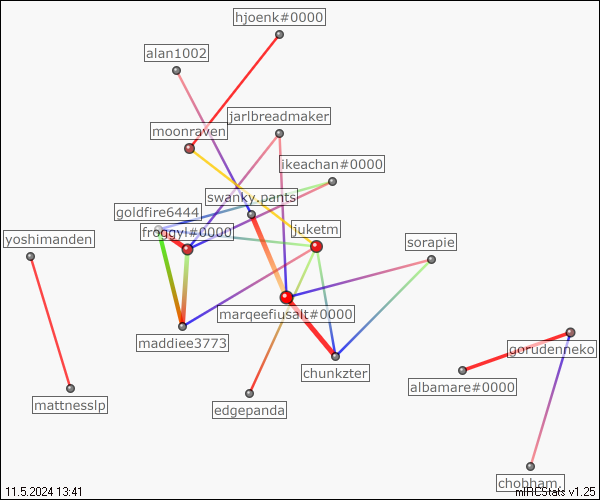 hjoenk#0000
alan1002
jarlbreadmaker
moonraven
ikeachan#0000
swanky.pants
goldfire6444
froggyl#0000
juketm
sorapie
yoshimanden
marqeefiusalt#0000
maddiee3773
gorudenneko
chunkzter
albamare#0000
mattnesslp
edgepanda
chobham.
11.5.2024 13:41
mIRCStats v1.25